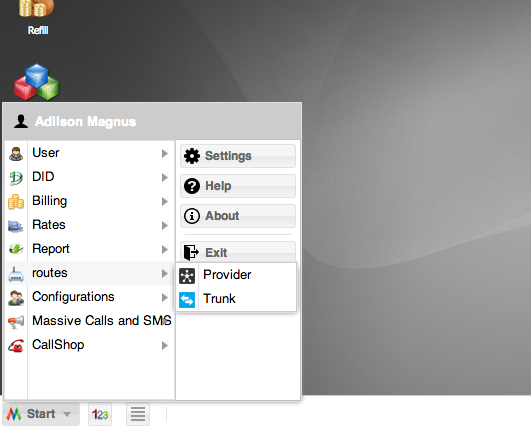 Refill
Adilson Magnus
User
DID
Billing
Rates
Report
routes
Configurations
Massive Calls and SMS
CallShop
Settings
Help
About
Exit
Provider
Trunk
Start
123